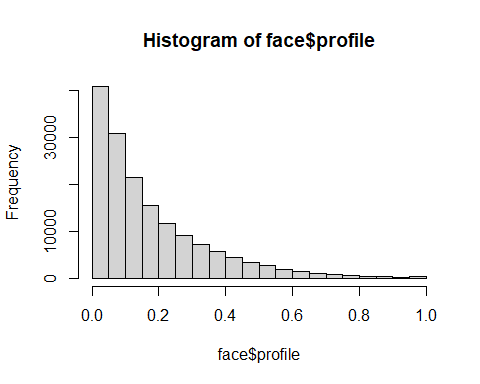 Histogram of face$profile
Frequency
30000
10000
0
0.0 0.2 0.4 0.6 0.8 1.0
face$profile